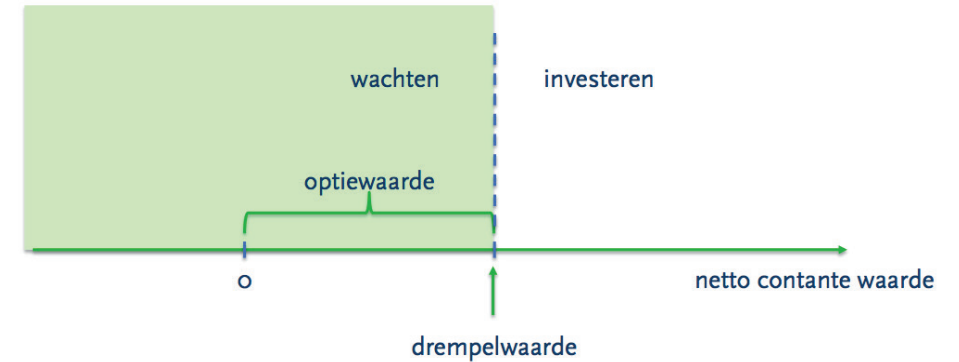 wachten
investeren
optiewaarde
0
netto contante waarde
drempelwaarde